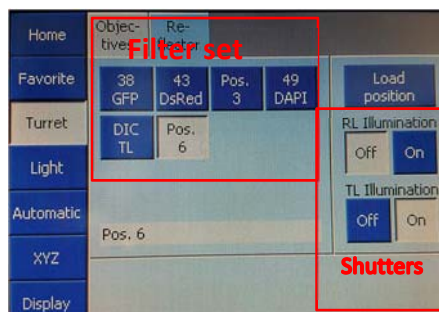 Home
Favorite
Turret
Light
Automatic
XYZ
Display
Objec-
tives
Re-
flector
Filter set
38
GFP
43
DsRed
Pos.
3
49
DAPI
DIC
TL
Pos.
6
Pos. 6
Load
position
RL Illumination
Off
On
TL Illumination
Off
On
Shutters